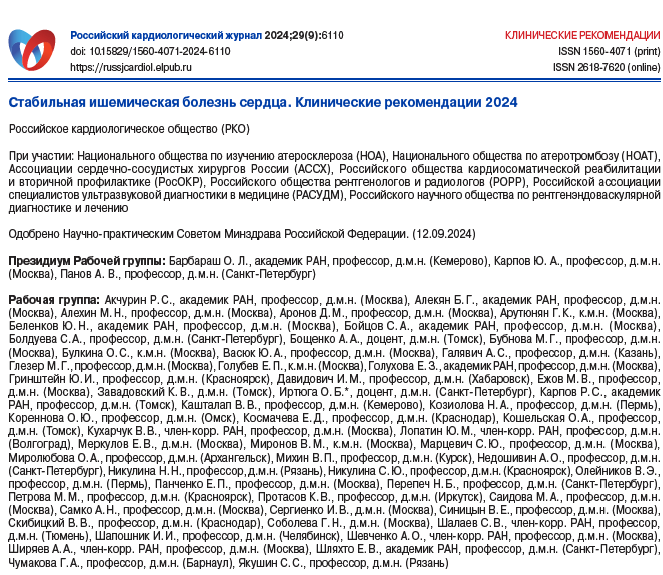 Российский кардиологический журнал 2024;29(9):6110
КЛИНИЧЕСКИЕ РЕКОМЕНДАЦИИ
doi: 10.15829/1560-4071-2024-6110
ISSN 1560-4071 (print)
https://russjcardiol.elpub.ru
ISSN 2618-7620 (online)
Стабильная ишемическая болезнь сердца. Клинические рекомендации 2024
Российское кардиологическое общество (РКО)
При участии: Национального общества по изучению атеросклероза (НОА), Национального общества по атеротромбозу (НОАТ),
Ассоциации сердечно-сосудистых хирургов России (АССХ), Российского общества кардиосоматической реабилитации
и вторичной профилактике (РосОКР), Российского общества рентгенологов и радиологов (РОРР), Российской ассоциации
специалистов ультразвуковой диагностики в медицине (РАСУДМ), Российского научного общества по рентгенэндоваскулярной
диагностике и лечению
Одобрено Научно-практическим Советом Минздрава Российской Федерации. (12.09.2024)
Президиум Рабочей группы: Барбараш О. Л., академик РАН, профессор, д.м.н. (Кемерово), Карпов Ю. А., профессор, д.м.н.
(Москва), Панов А. В., профессор, д.м.н. (Санкт-Петербург)
Рабочая группа: Акчурин Р. С., академик РАН, профессор, д.м.н. (Москва), Алекян Б. Г., академик РАН, профессор, д.м.н.
(Москва), Алехин М. Н., профессор, д.м.н. (Москва), Аронов Д. М., профессор, д.м.н. (Москва), Арутюнян Г. К., к.м.н. (Москва),
Беленков Ю. Н., академик РАН, профессор, д.м.н. (Москва), Бойцов С. А., академик РАН, профессор, д.м.н. (Москва),
Болдуева С. А., профессор, д.м.н. (Санкт-Петербург), Бощенко А. А., доцент, д.м.н. (Томск), Бубнова М. Г., профессор, д.м.н.
(Москва), Булкина О. С., к.м.н. (Москва), Васюк Ю. А., профессор, д.м.н. (Москва), Галявич А. С., профессор, д.м.н. (Казань),
Глезер М. Г., профессор, д.м.н. (Москва), Голубев Е. П., к.м.н. (Москва), Голухова Е. З., академик РАН, профессор, д.м.н. (Москва),
Гринштейн Ю. И., профессор, д.м.н. (Красноярск), Давидович И. М., профессор, д.м.н. (Хабаровск), Ежов М. В., профессор,
д.м.н. (Москва), Завадовский К. В., д.м.н. (Томск), Иртюга О. Б.*, доцент, д.м.н. (Санкт-Петербург), Карпов Р. С., академик
РАН, профессор, д.м.н. (Томск), Кашталап В. В., профессор, д.м.н. (Кемерово), Козиолова Н. А., профессор, д.м.н. (Пермь),
Кореннова О. Ю., профессор, д.м.н. (Омск), Космачева Е. Д., профессор, д.м.н. (Краснодар), Кошельская О. А., профессор,
д.м.н. (Томск), Кухарчук В. В., член-корр. РАН, профессор, д.м.н. (Москва), Лопатин Ю. М., член-корр. РАН, профессор, д.м.н.
(Волгоград), Меркулов Е. В., д.м.н. (Москва), Миронов В. М., к.м.н. (Москва), Марцевич С. Ю., профессор, д.м.н. (Москва),
Миролюбова О. А., профессор, д.м.н. (Архангельск), Михин В. П., профессор, д.м.н. (Курск), Недошивин А. О., профессор, д.м.н.
(Санкт-Петербург), Никулина Н. Н., профессор, д.м.н. (Рязань), Никулина С. Ю., профессор, д.м.н. (Красноярск), Олейников В. Э.,
профессор, д.м.н. (Пермь), Панченко Е. П., профессор, д.м.н. (Москва), Перепеч Н. Б., профессор, д.м.н. (Санкт-Петербург),
Петрова М. М., профессор, д.м.н. (Красноярск), Протасов К. В., профессор, д.м.н. (Иркутск), Саидова М. А., профессор, д.м.н.
(Москва), Самко А. Н., профессор, д.м.н. (Москва), Сергиенко И. В., д.м.н. (Москва), Синицын В. Е., профессор, д.м.н. (Москва),
Скибицкий В. В., профессор, д.м.н. (Краснодар), Соболева Г. Н., д.м.н. (Москва), Шалаев С. В., член-корр. РАН, профессор,
д.м.н. (Тюмень), Шапошник И. И., профессор, д.м.н. (Челябинск), Шевченко А. О., член-корр. РАН, профессор, д.м.н. (Москва),
Ширяев А. А., член-корр. РАН, профессор, д.м.н. (Москва), Шляхто Е. В., академик РАН, профессор, д.м.н. (Санкт-Петербург),
Чумакова Г. А., профессор, д.м.н. (Барнаул), Якушин С. С., профессор, д.м.н. (Рязань)